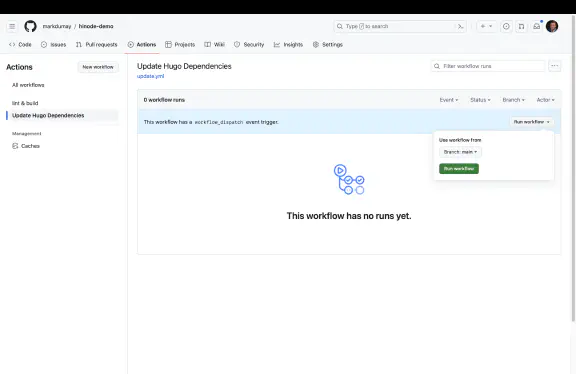 markdumay / hinode-demo
Type / to search
Code Issues Pull requests Actions Projects Wiki Security Insights Settings
Actions
New workflow
All workflows
lint & build
Update Hugo Dependencies
Management
Caches
Update Hugo Dependencies
update.yml
Filter workflow runs
0 workflow runs
Event Status Branch Actor
This workflow has a workflow_dispatch event trigger.
Run workflow
Use workflow from
Branch: main
Run workflow
This workflow has no runs yet.